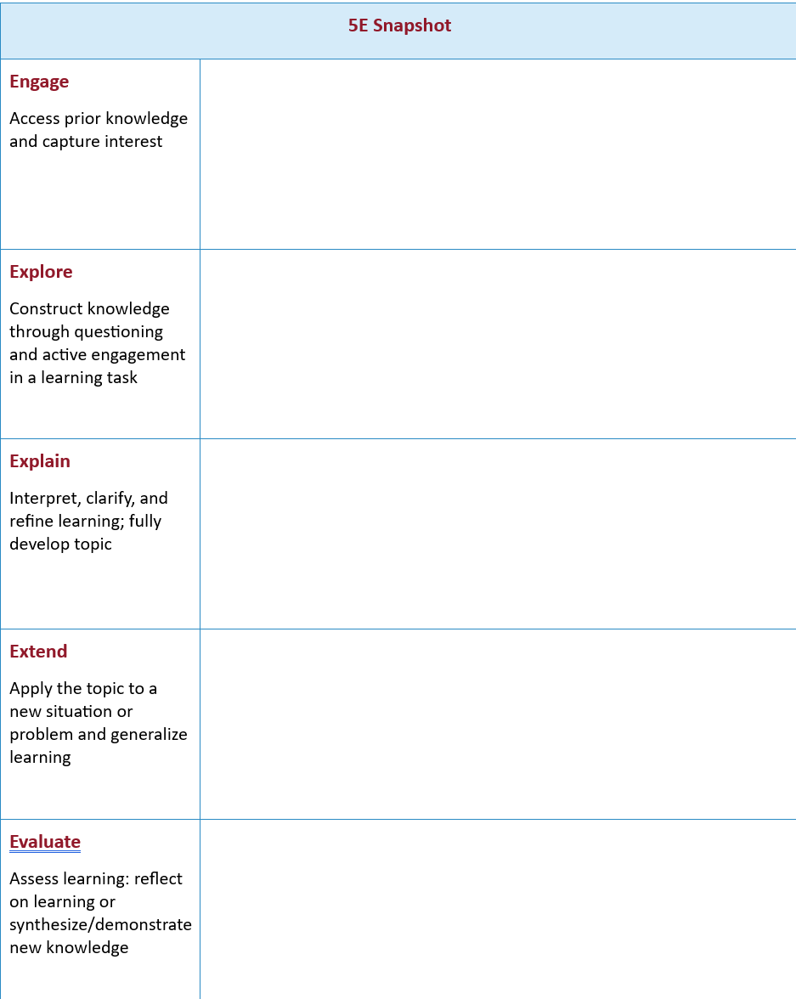 5E Snapshot
Engage
Access prior knowledge
and capture interest
Explore
Construct knowledge
through questioning
and active engagement
in a learning task
Explain
Interpret, clarify, and
refine learning; fully
develop topic
Extend
Apply the topic to a
new situation or
problem and generalize
learning
Evaluate
Assess learning: reflect
on learning or
synthesize/demonstrate
new knowledge